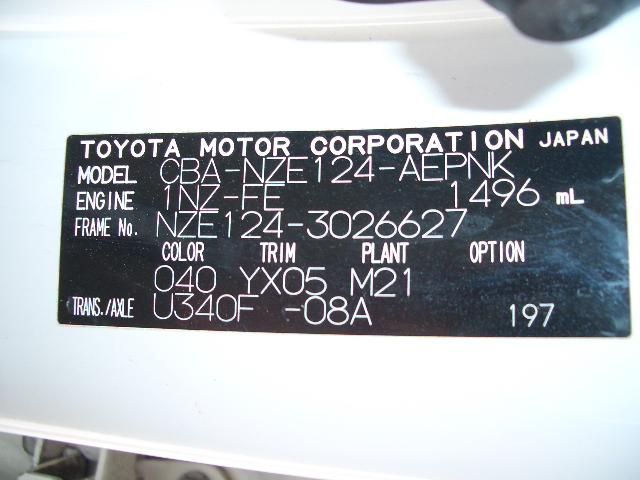 TOYOTA MOTOR CORPORATION JAPAN
MODEL CBA-NZE124-AEPNK
ENGINE 1NZ-FE 1496 mL
FRAME No. NZE124-3026627
COLOR TRIM PLANT OPTION
040 YX05 M21
TRANS./AXLE U340F -08A 197